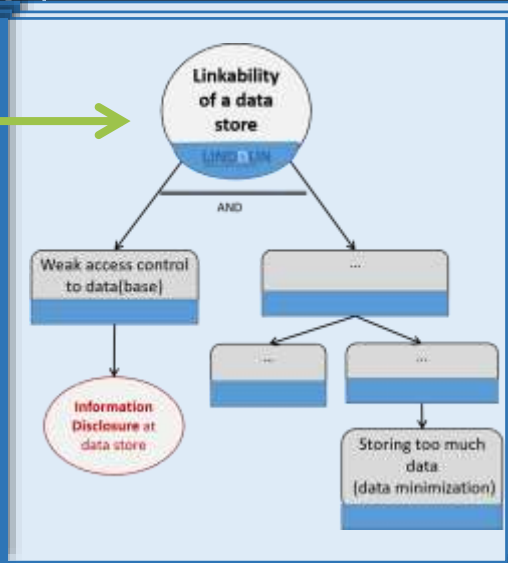 Linkability
of a data
store
LINDDUN
AND
Weak access control
to data(base)
...
...
...
Information
Disclosure at
data store
Storing too much
data
(data minimization)